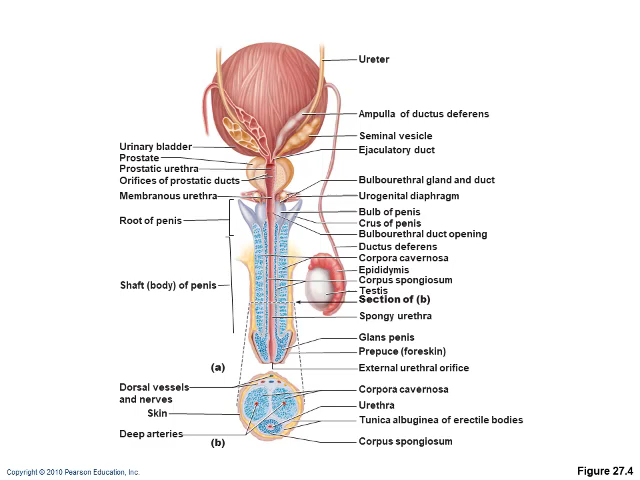 Ureter
Ampulla of ductus deferens
Seminal vesicle
Urinary bladder
Ejaculatory duct
Prostate
Prostatic urethra
Orifices of prostatic ducts
Bulbourethral gland and duct
Membranous urethra
Urogenital diaphragm
Bulb of penis
Root of penis
Crus of penis
Bulbourethral duct opening
Ductus deferens
Corpora cavernosa
Epididymis
Shaft (body) of penis
Corpus spongiosum
Testis
Section of (b)
Spongy urethra
Glans penis
Prepuce (foreskin)
(a)
External urethral orifice
Dorsal vessels
and nerves
Corpora cavernosa
Skin
Urethra
Tunica albuginea of erectile bodies
Deep arteries
(b)
Corpus spongiosum
Copyright © 2010 Pearson Education, Inc.
Figure 27.4